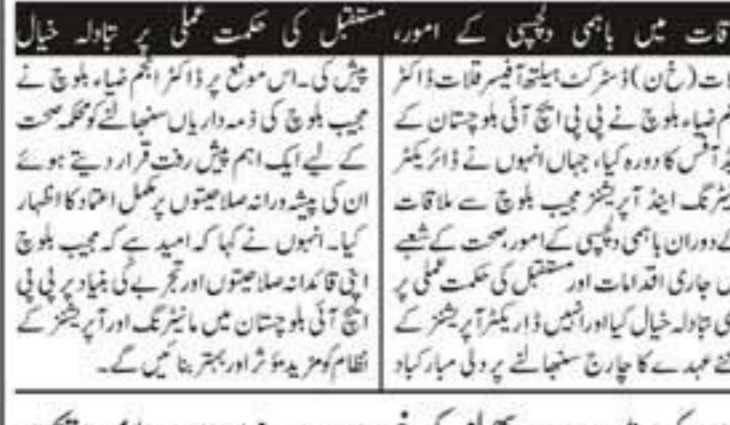 قات میں باہمی دلچسپی کے امور، مستقبل کی حکمت عملی پر تبادلہ خیال
لات (خ ن) ڈسٹرکٹ ہیلتھ آفیسر قلات ڈاکٹر
م ضیاء بلوچ نے پی پی ایچ آئی بلوچستان کے
ڈ آفس کا دورہ کیا، جہاں انہوں نے ڈائریکٹر
نیٹرنگ اینڈ آپریشنز مجیب بلوچ سے ملاقات
کے دوران باہمی دلچسپی کے امور، صحت کے شعبے
ں جاری اقدامات اور مستقبل کی حکمت عملی پر
ی تبادلہ خیال کیا اور انہیں ڈاریکٹر آپریشنز کے
نئے عہدے کا چارج سنبھالنے پر دلی مبارکباد
پیش کی۔ اس موقع پر ڈاکٹر انجم ضیاء بلوچ نے
مجیب بلوچ کی ذمہ داریاں سنبھالنے کو محکمہ صحت
کے لیے ایک اہم پیش رفت قرار دیتے ہوئے
ان کی پیشہ ورانہ صلاحیتوں پر مکمل اعتماد کا اظہار
کیا۔ انہوں نے کہا کہ امید ہے کہ مجیب بلوچ
اپنی قائدانہ صلاحیتوں اور تجربے کی بنیاد پر پی پی
ایچ آئی بلوچستان میں مانیٹرنگ اور آپریشنز کے
نظام کو مزید مؤثر اور بہتر بنائیں گے۔